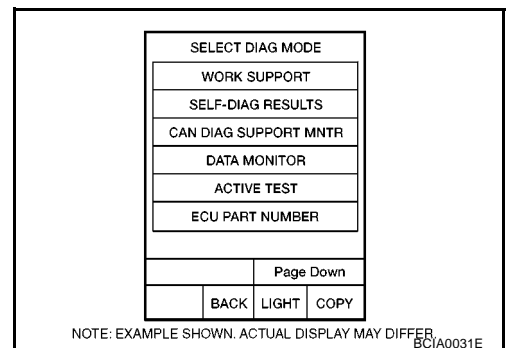 SELECT DIAG MODE
WORK SUPPORT
SELF-DIAG RESULTS
CAN DIAG SUPPORT MNTR
DATA MONITOR
ACTIVE TEST
ECU PART NUMBER
Page Down
BACK LIGHT COPY
NOTE: EXAMPLE SHOWN. ACTUAL DISPLAY MAY DIFFER.
BCIA0031E